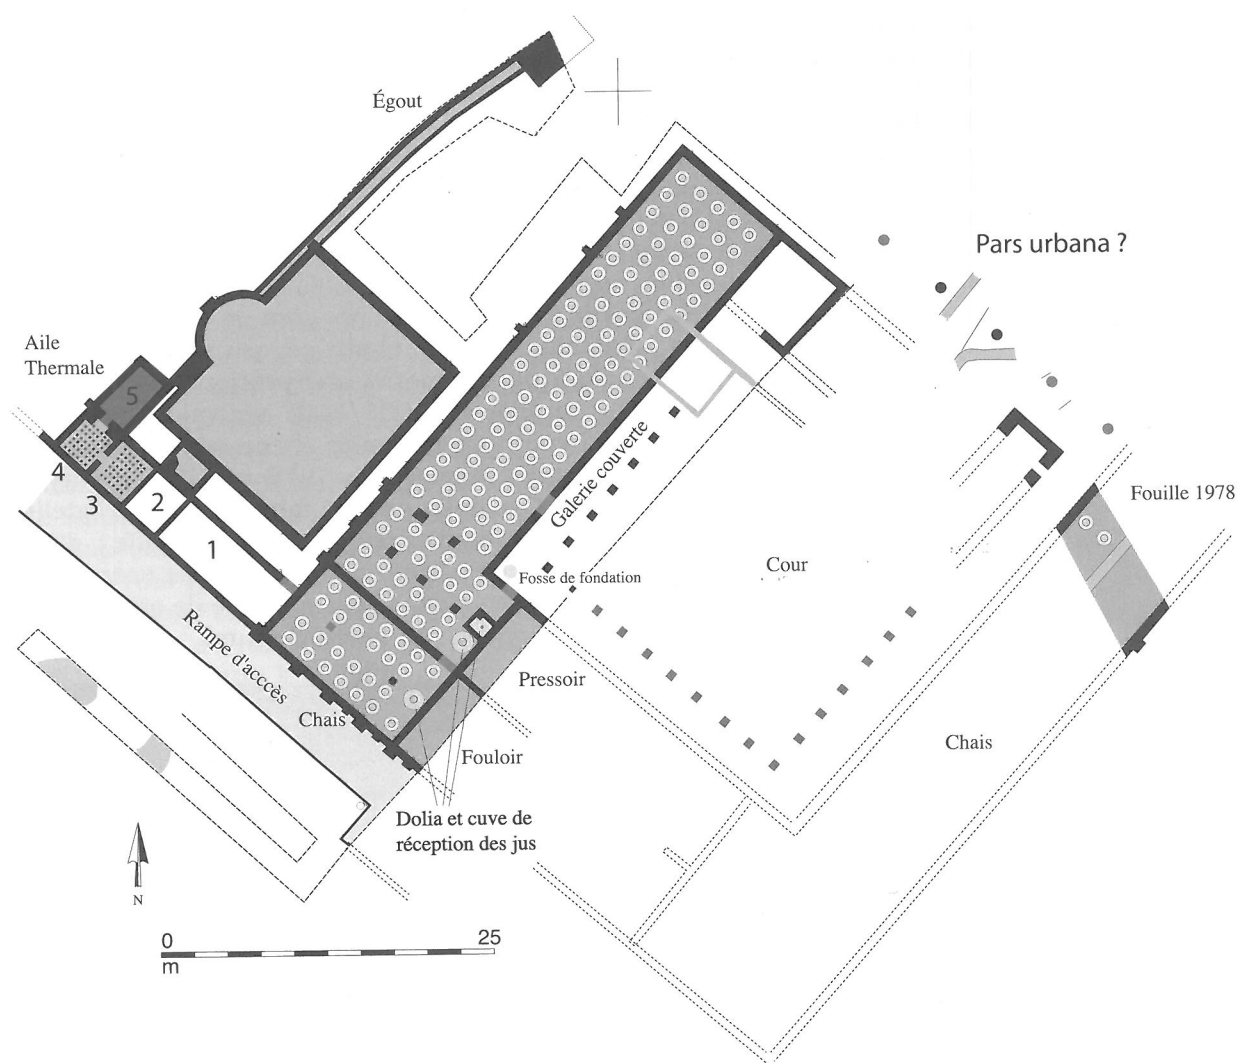 Égout
Pars urbana ?
Aile
Thermale
5
4
3
2
1
Galerie couverte
Fouille 1978
Cour
Fosse de fondation
Rampe d'acccès
Pressoir
Chais
Chais
Fouloir
Dolia et cuve de
réception des jus
N
0
25
m